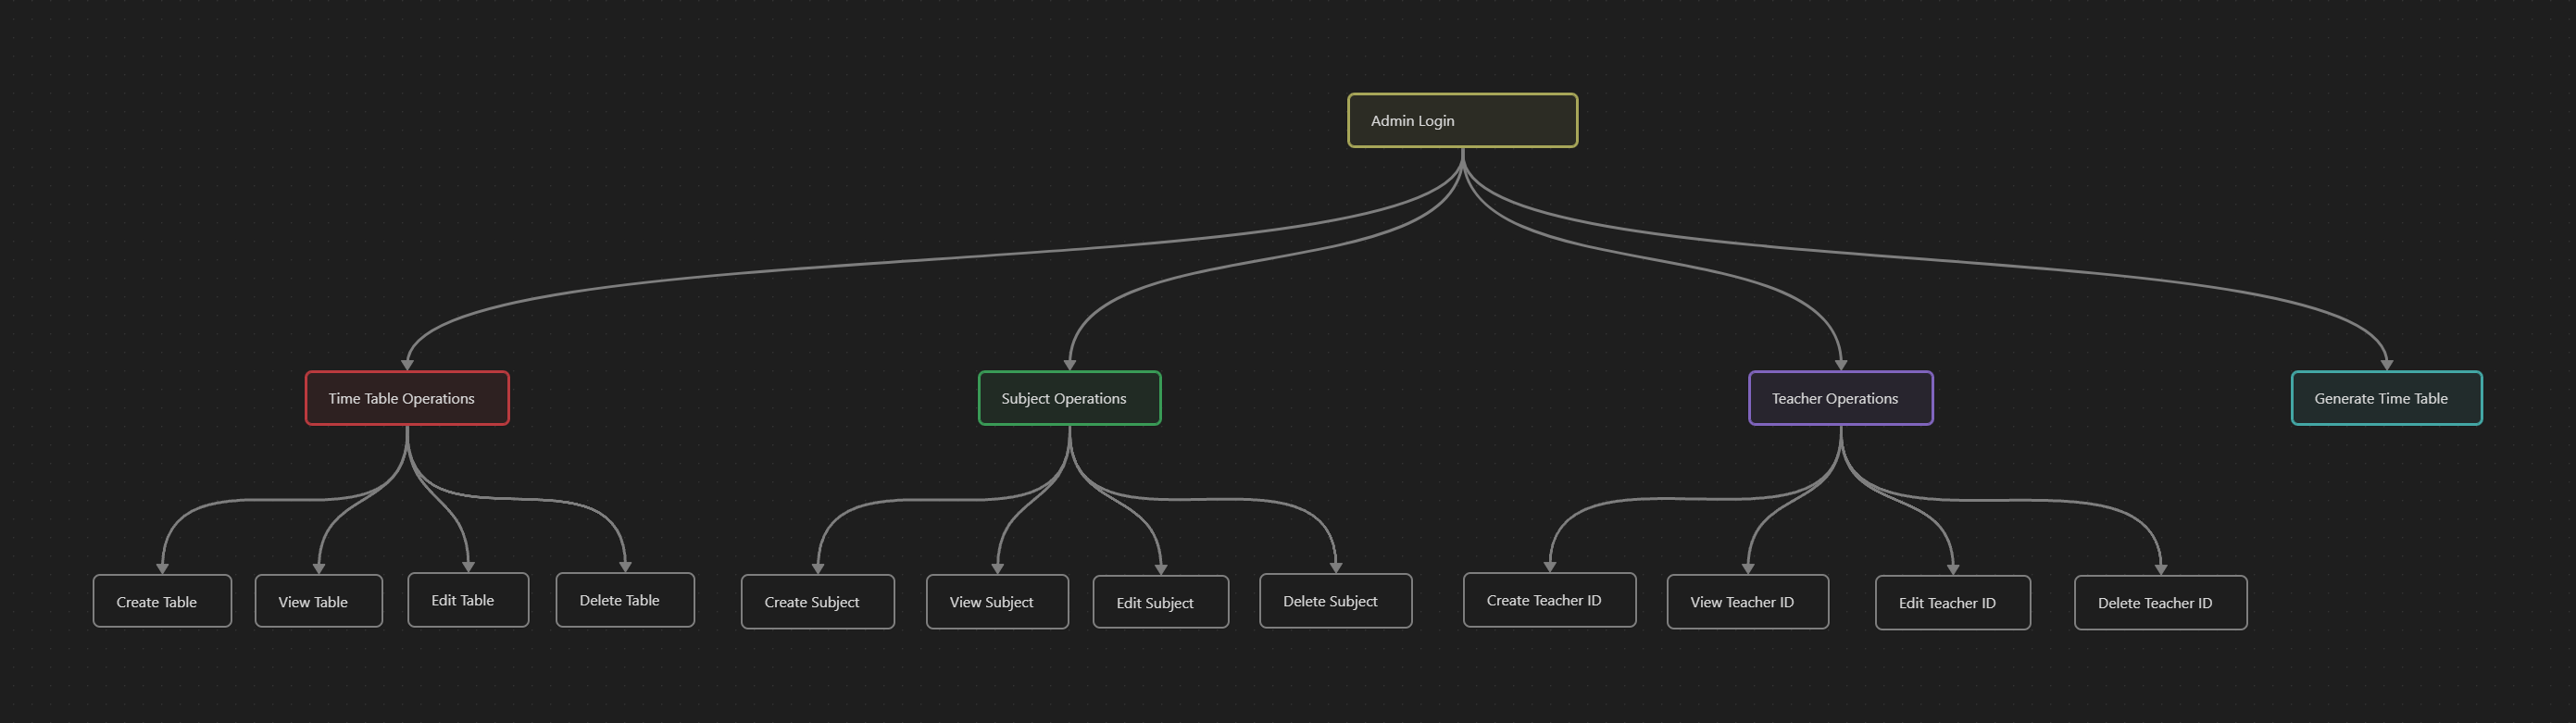 Admin Login
Time Table Operations
Subject Operations
Teacher Operations
Generate Time Table
Create Table
View Table
Edit Table
Delete Table
Create Subject
View Subject
Edit Subject
Delete Subject
Create Teacher ID
View Teacher ID
Edit Teacher ID
Delete Teacher ID